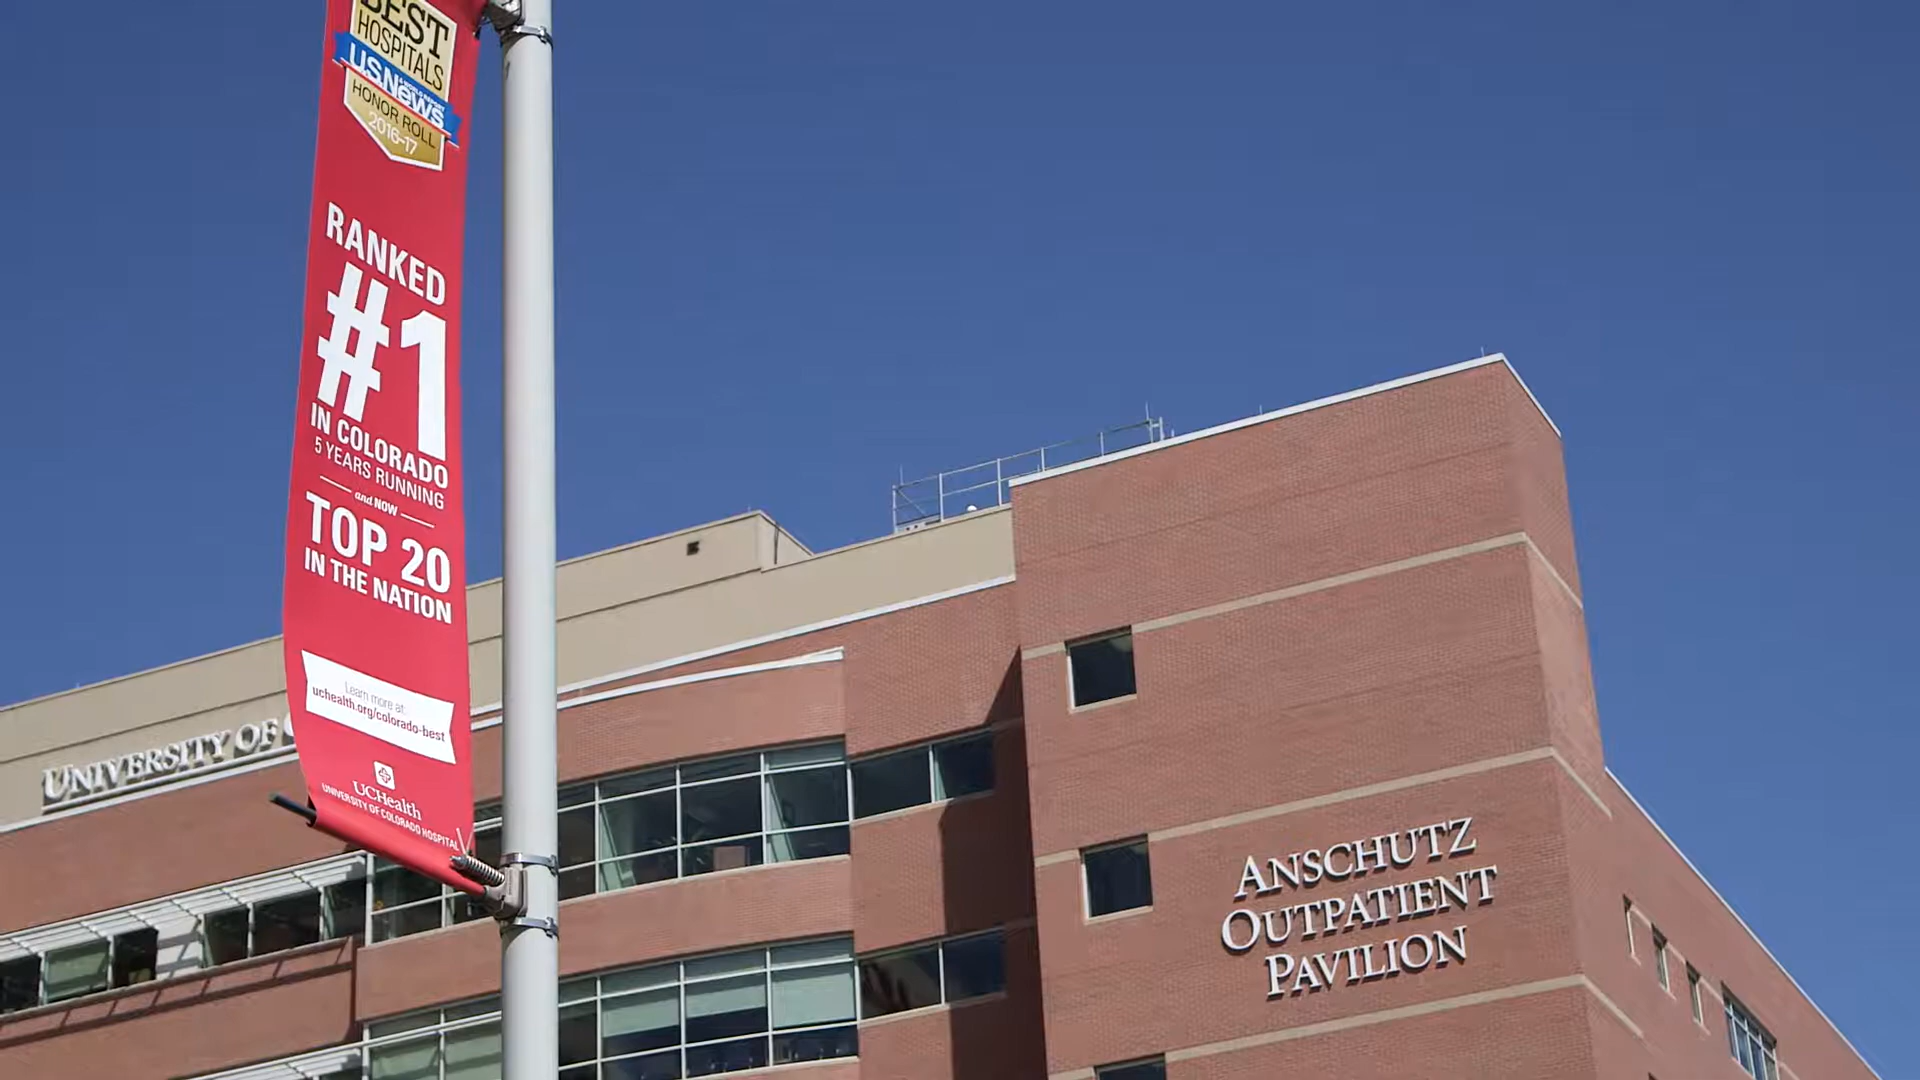 BEST
HOSPITALS
U.S. News
& WORLD REPORT
HONOR ROLL
2016-17
RANKED
#1
IN COLORADO
5 YEARS RUNNING
and NOW
TOP 20
IN THE NATION
Learn more at:
uchealth.org/colorado-best
UCHealth
UNIVERSITY OF COLORADO HOSPITAL
UNIVERSITY OF
ANSCHUTZ
OUTPATIENT
PAVILION